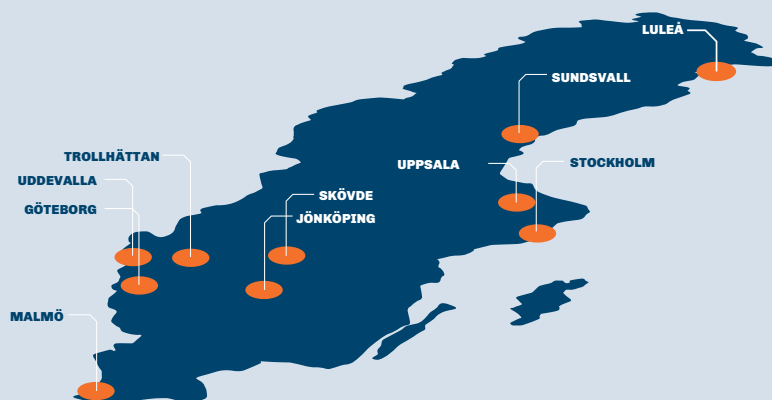 LULEÅ
SUNDSVALL
TROLLHÄTTAN
UPPSALA
STOCKHOLM
UDDEVALLA
SKÖVDE
GÖTEBORG
JÖNKÖPING
MALMÖ